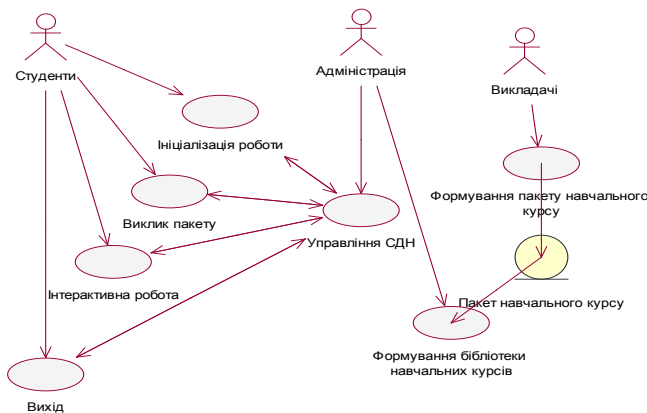 Студенти
Адміністрація
Викладачі
Ініціалізація роботи
Формування пакету навчального
курсу
Виклик пакету
Управління СДН
Інтерактивна робота
Пакет навчального курсу
Формування бібліотеки
навчальних курсів
Вихід